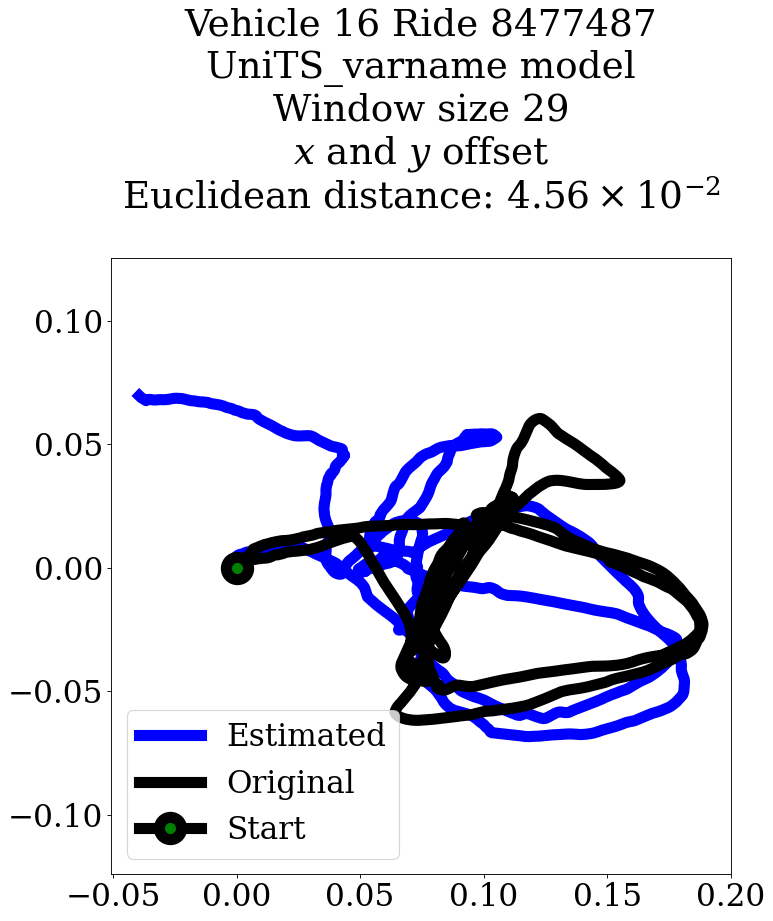 Vehicle 16 Ride 8477487
UniTS_varname model
Window size 29
x and y offset
Euclidean distance: 4.56 × 10⁻²
0.10
0.05
0.00
−0.05
−0.10
Estimated
Original
Start
−0.05 0.00 0.05 0.10 0.15 0.20